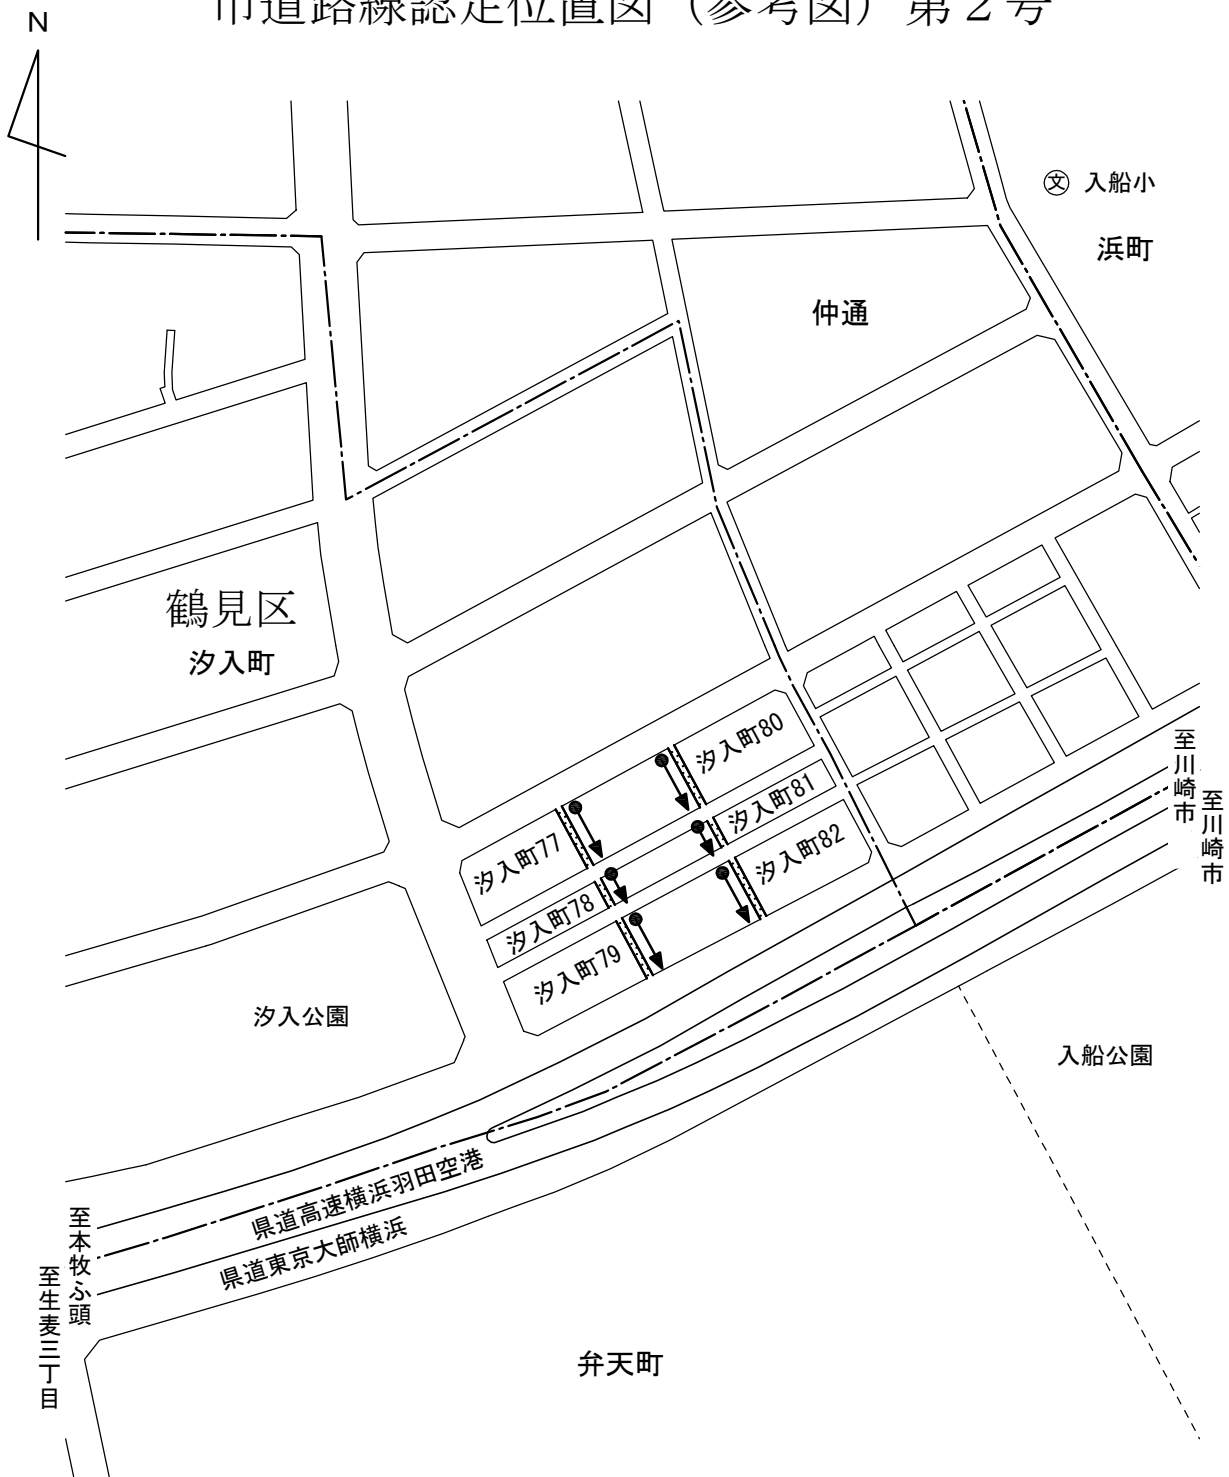 市道路線認定位置図（参考図）第２号
N
文 入船小
浜町
仲通
鶴見区
汐入町
汐入町80
汐入町81
汐入町82
汐入町77
汐入町78
汐入町79
至川崎市
至川崎市
汐入公園
入船公園
県道高速横浜羽田空港
県道東京大師横浜
至本牧ふ頭
至生麦三丁目
弁天町